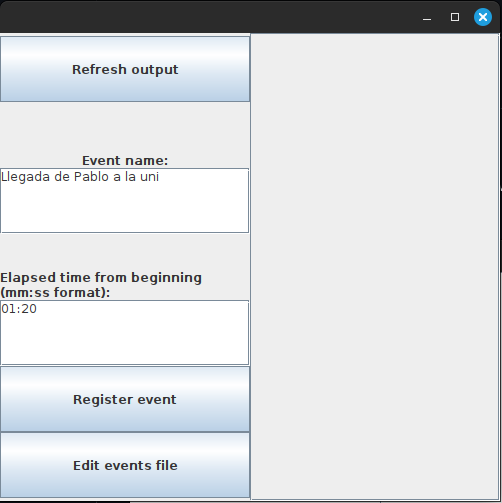 Refresh output
Event name:
Llegada de Pablo a la uni
Elapsed time from beginning
(mm:ss format):
01:20
Register event
Edit events file